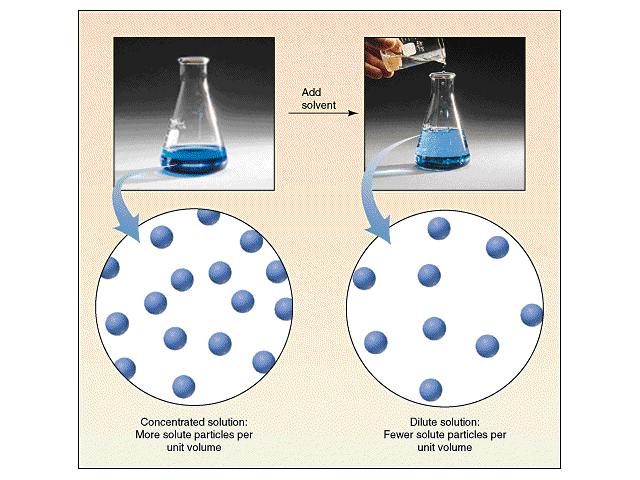 Add
solvent
Concentrated solution:
More solute particles per
unit volume
Dilute solution:
Fewer solute particles per
unit volume